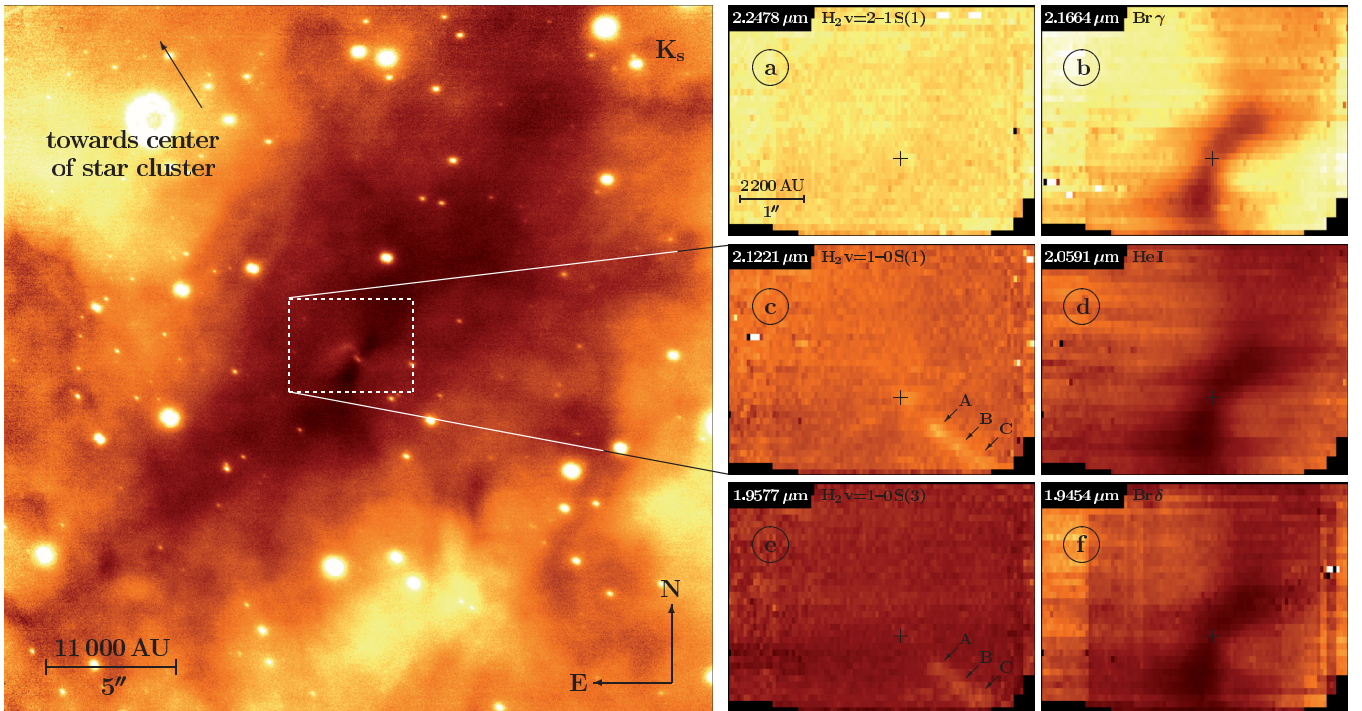 K_s
towards center
of star cluster
11 000 AU
5″
N
E
2.2478 μm H₂ v=2–1 S(1)
a
2200 AU
1″
2.1664 μm Br γ
b
2.1221 μm H₂ v=1–0 S(1)
c
A
B
C
2.0591 μm He I
d
1.9577 μm H₂ v=1–0 S(3)
e
A
B
C
1.9454 μm Br δ
f